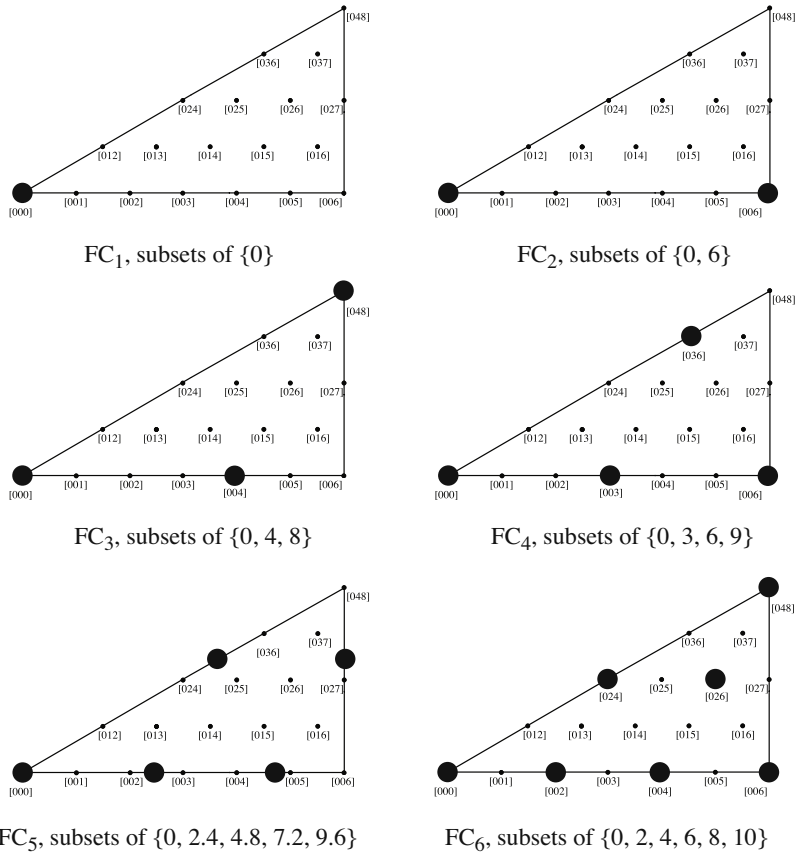 [048] [048]
[036] [037] [036] [037]
[024] [025] [026] [027] [024] [025] [026] [027]
[012] [013] [014] [015] [016] [012] [013] [014] [015] [016]
[000] [001] [002] [003] [004] [005] [006] [000] [001] [002] [003] [004] [005] [006]
FC1, subsets of {0} FC2, subsets of {0, 6}
[048] [048]
[036] [037] [036] [037]
[024] [025] [026] [027] [024] [025] [026] [027]
[012] [013] [014] [015] [016] [012] [013] [014] [015] [016]
[000] [001] [002] [003] [004] [005] [006] [000] [001] [002] [003] [004] [005] [006]
FC3, subsets of {0, 4, 8} FC4, subsets of {0, 3, 6, 9}
[048] [048]
[036] [037] [036] [037]
[024] [025] [026] [027] [024] [025] [026] [027]
[012] [013] [014] [015] [016] [012] [013] [014] [015] [016]
[000] [001] [002] [003] [004] [005] [006] [000] [001] [002] [003] [004] [005] [006]
FC5, subsets of {0, 2.4, 4.8, 7.2, 9.6} FC6, subsets of {0, 2, 4, 6, 8, 10}